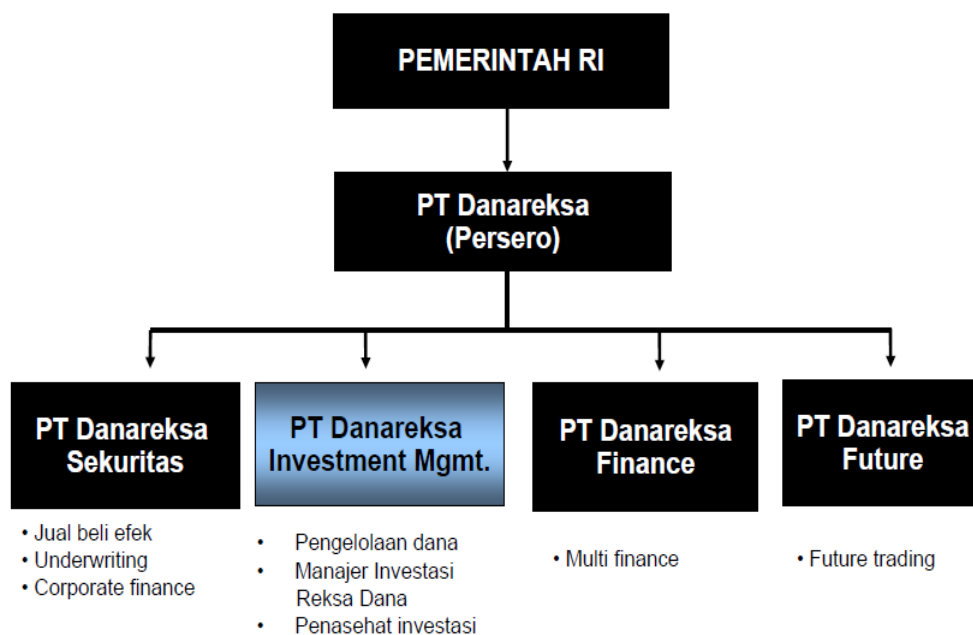 PEMERINTAH RI
PT Danareksa
(Persero)
PT Danareksa
Sekuritas
• Jual beli efek
• Underwriting
• Corporate finance
PT Danareksa
Investment Mgmt.
• Pengelolaan dana
• Manajer Investasi
Reksa Dana
• Penasehat investasi
PT Danareksa
Finance
• Multi finance
PT Danareksa
Future
• Future trading